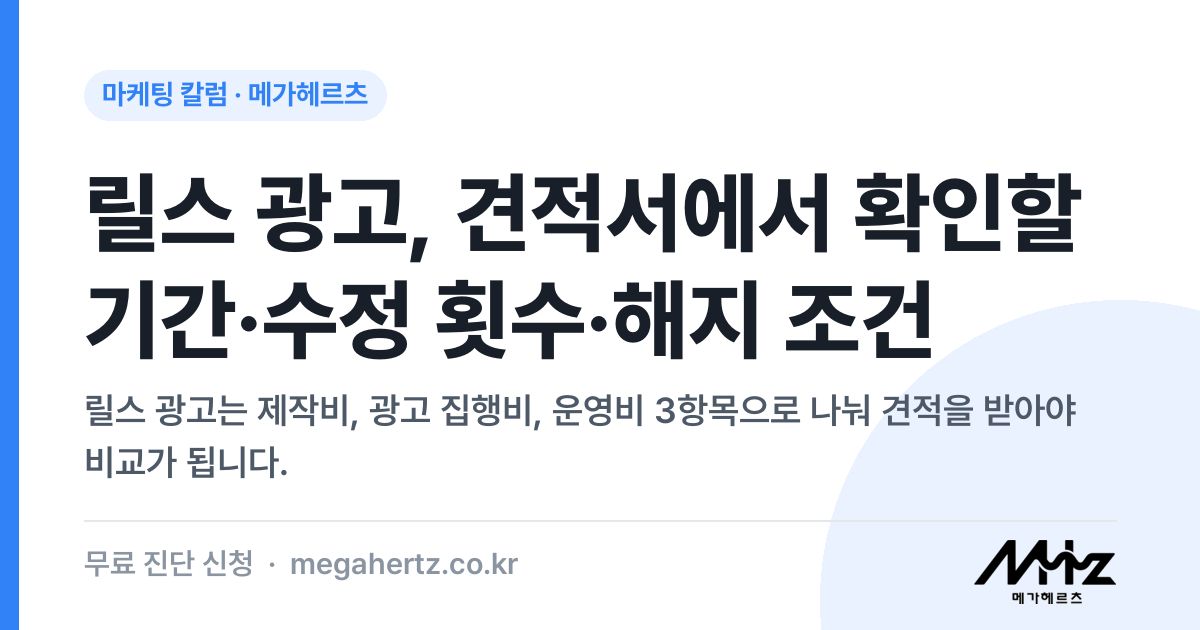 마케팅 칼럼 · 메가헤르츠
릴스 광고, 견적서에서 확인할
기간·수정 횟수·해지 조건
릴스 광고는 제작비, 광고 집행비, 운영비 3항목으로 나눠 견적을 받아야
비교가 됩니다.
무료 진단 신청 · megahertz.co.kr
MHz
메가헤르츠